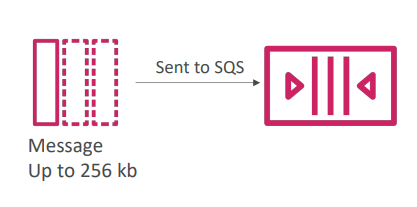 Sent to SQS
Message
Up to 256 kb